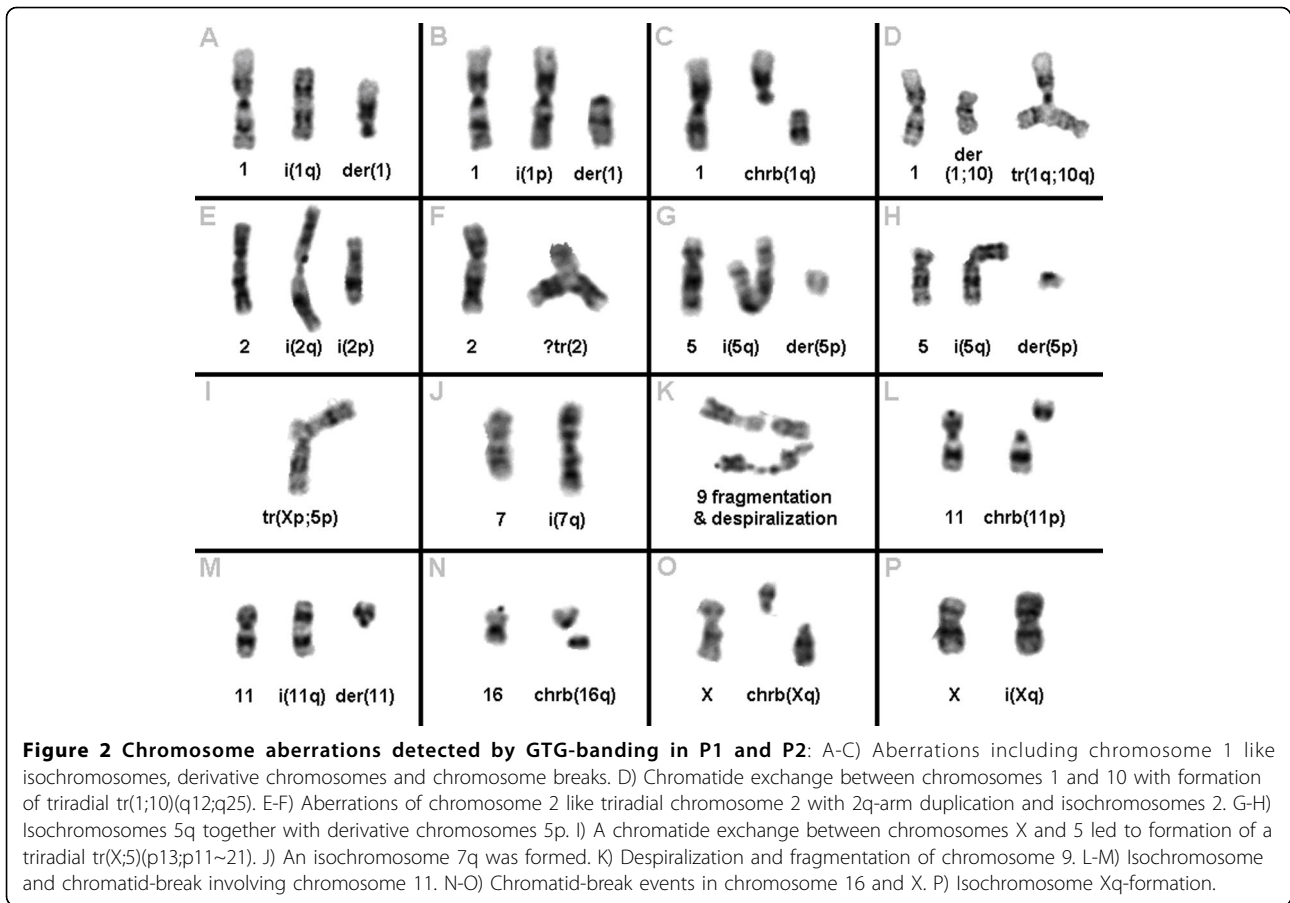 A
B
C
D
1 i(1q) der(1)
1 i(1p) der(1)
1 chrb(1q)
der
1 (1;10) tr(1q;10q)
E
F
G
H
2 i(2q) i(2p)
2 ?tr(2)
5 i(5q) der(5p)
5 i(5q) der(5p)
I
J
K
L
tr(Xp;5p)
7 i(7q)
9 fragmentation
& despiralization
11 chrb(11p)
M
N
O
P
11 i(11q) der(11)
16 chrb(16q)
X chrb(Xq)
X i(Xq)
Figure 2 Chromosome aberrations detected by GTG-banding in P1 and P2: A-C) Aberrations including chromosome 1 like
isochromosomes, derivative chromosomes and chromosome breaks. D) Chromatide exchange between chromosomes 1 and 10 with formation
of triradial tr(1;10)(q12;q25). E-F) Aberrations of chromosome 2 like triradial chromosome 2 with 2q-arm duplication and isochromosomes 2. G-H)
Isochromosomes 5q together with derivative chromosomes 5p. I) A chromatide exchange between chromosomes X and 5 led to formation of a
triradial tr(X;5)(p13;p11~21). J) An isochromosome 7q was formed. K) Despiralization and fragmentation of chromosome 9. L-M) Isochromosome
and chromatid-break involving chromosome 11. N-O) Chromatid-break events in chromosome 16 and X. P) Isochromosome Xq-formation.